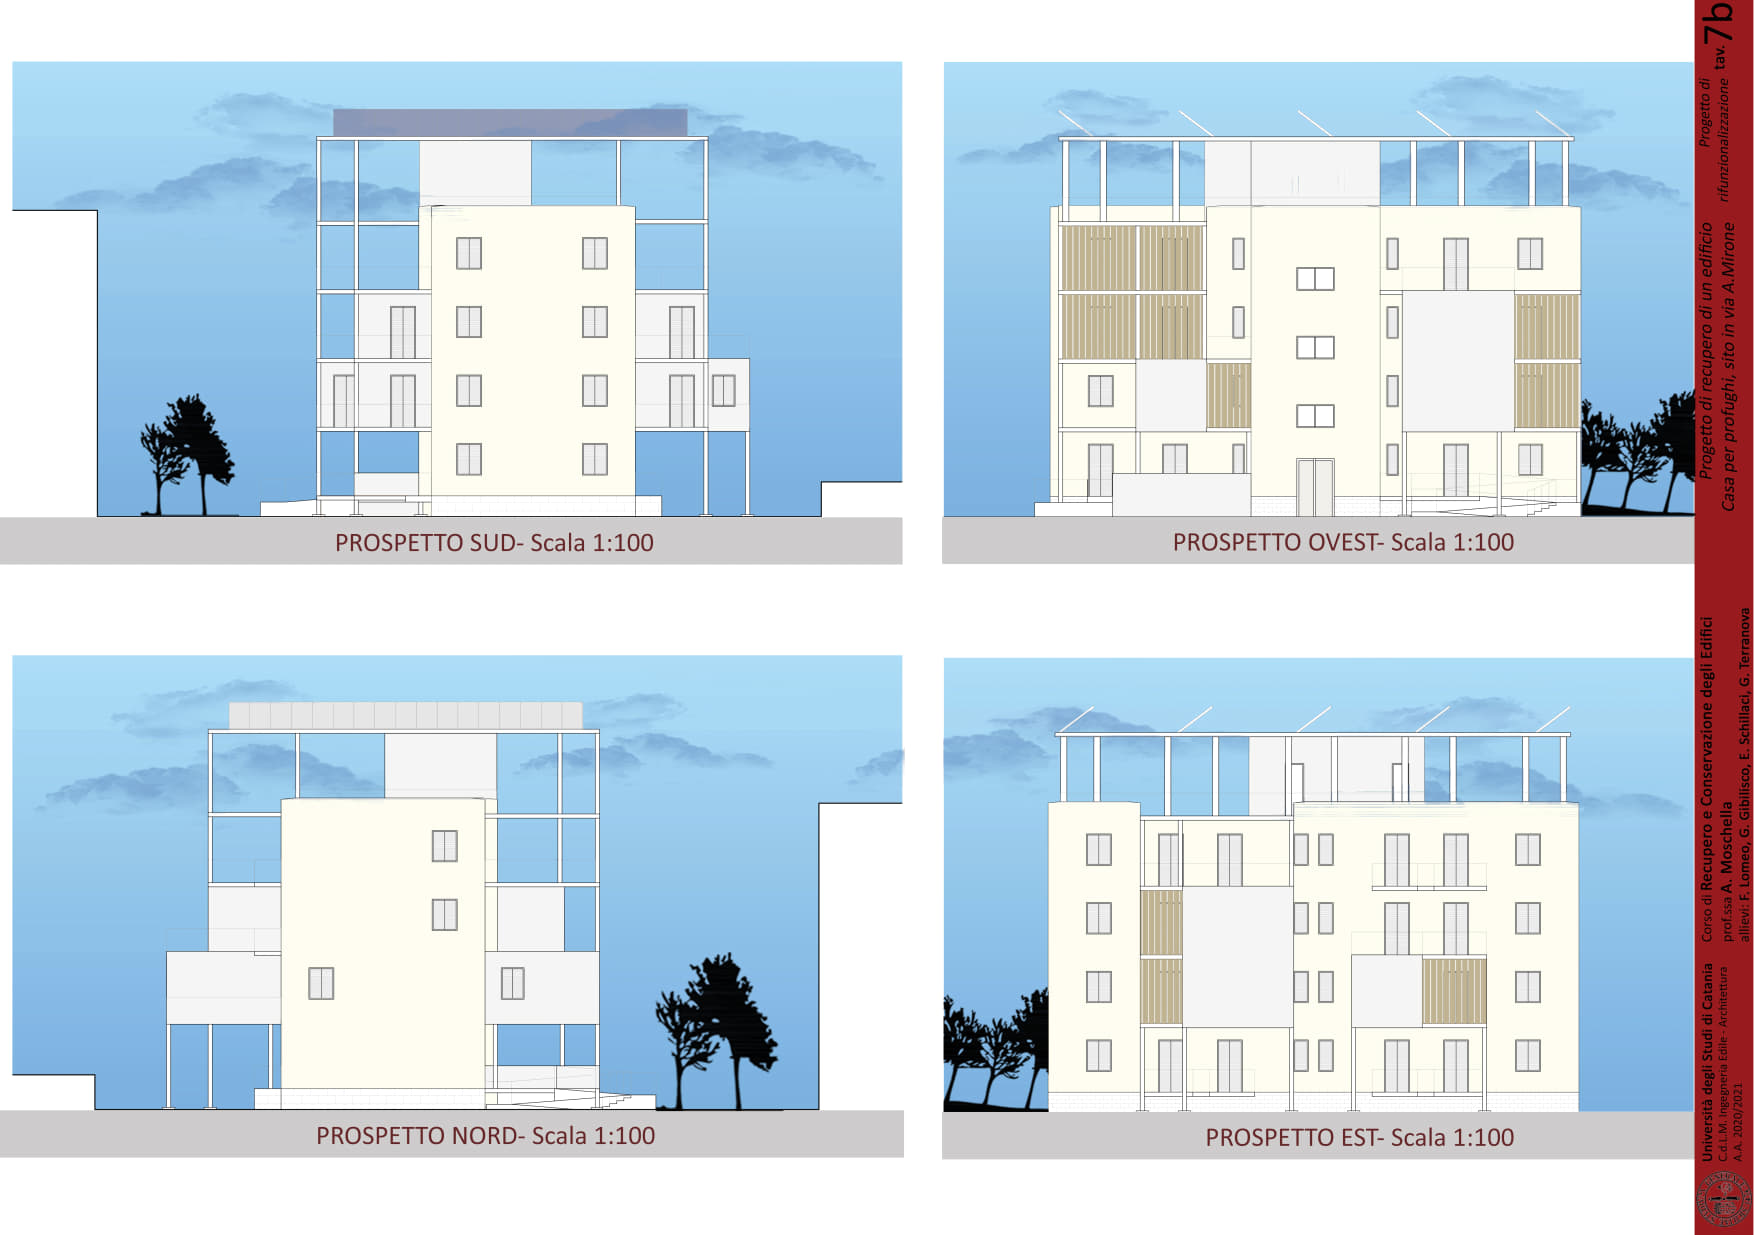 PROSPETTO SUD- Scala 1:100
PROSPETTO OVEST- Scala 1:100
PROSPETTO NORD- Scala 1:100
PROSPETTO EST- Scala 1:100
tav. 7b
Progetto di
rifunzionalizzazione
Progetto di recupero di un edificio
Casa per profughi, sito in via A.Mirone
Corso di Recupero e Conservazione degli Edifici
prof.ssa A. Moschella
allievi: F. Lomeo, G. Gibilisco, E. Schillaci, G. Terranova
Università degli Studi di Catania
C.d.L.M. Ingegneria Edile - Architettura
A.A. 2020/2021